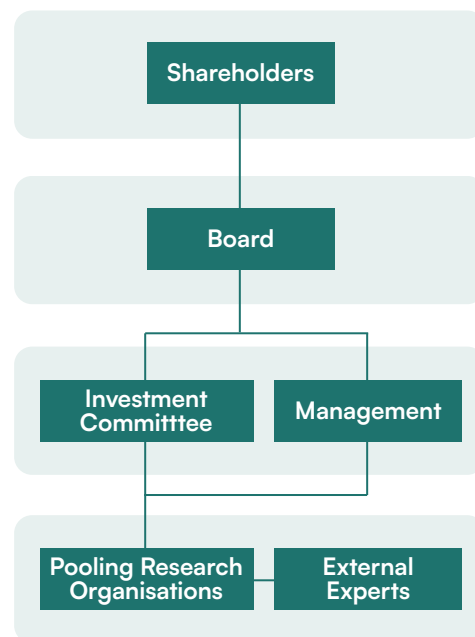 Shareholders
Board
Investment
Committtee
Management
Pooling Research
Organisations
External
Experts